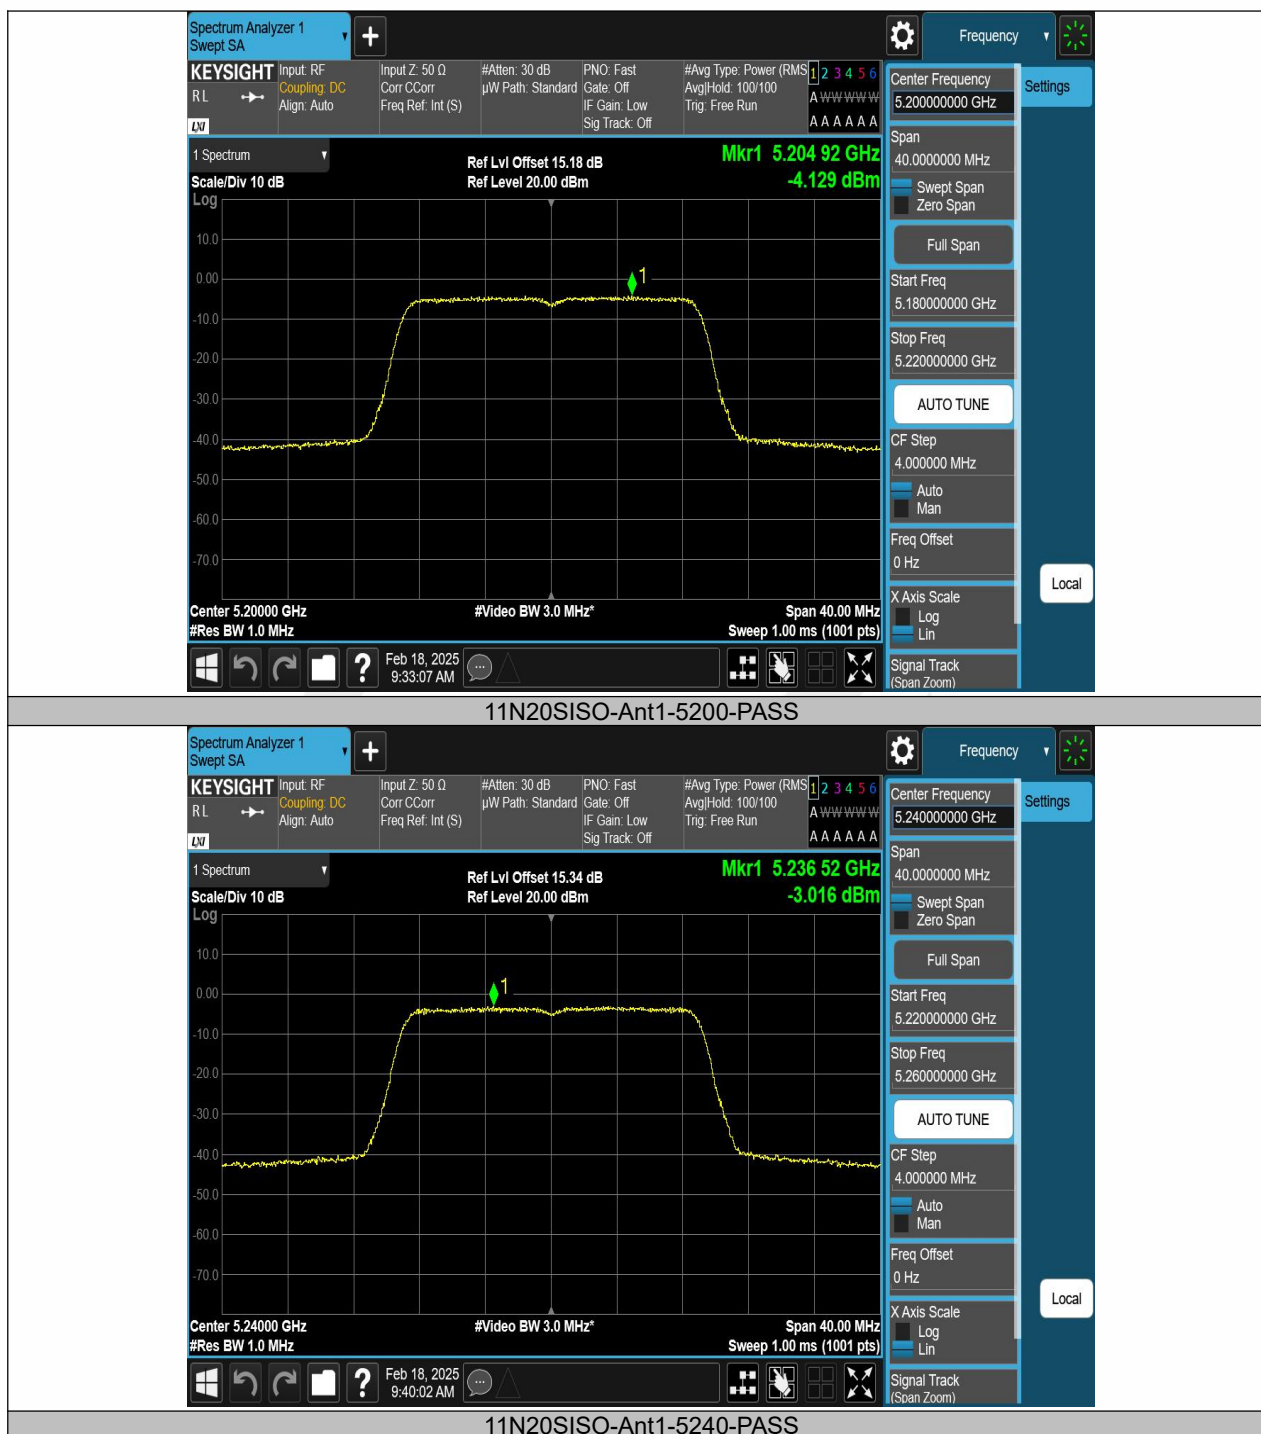 Spectrum Analyzer 1
Swept SA
+
Frequency
KEYSIGHT
RL
LXI
Input: RF
Coupling: DC
Align: Auto
Input Z: 50 Ω
Corr CCorr
Freq Ref: Int (S)
#Atten: 30 dB
µW Path: Standard
PNO: Fast
Gate: Off
IF Gain: Low
Sig Track: Off
#Avg Type: Power (RMS
Avg|Hold: 100/100
Trig: Free Run
1 2 3 4 5 6
A W W W W W
A A A A A A
1 Spectrum
Scale/Div 10 dB
Log
Ref Lvl Offset 15.18 dB
Ref Level 20.00 dBm
Mkr1 5.204 92 GHz
-4.129 dBm
1
10.0
0.00
-10.0
-20.0
-30.0
-40.0
-50.0
-60.0
-70.0
Center 5.20000 GHz
#Res BW 1.0 MHz
#Video BW 3.0 MHz*
Span 40.00 MHz
Sweep 1.00 ms (1001 pts)
Feb 18, 2025
9:33:07 AM
Center Frequency
5.200000000 GHz
Settings
Span
40.0000000 MHz
Swept Span
Zero Span
Full Span
Start Freq
5.180000000 GHz
Stop Freq
5.220000000 GHz
AUTO TUNE
CF Step
4.000000 MHz
Auto
Man
Freq Offset
0 Hz
X Axis Scale
Log
Lin
Signal Track
(Span Zoom)
Local
11N20SISO-Ant1-5200-PASS
Spectrum Analyzer 1
Swept SA
+
Frequency
KEYSIGHT
RL
LXI
Input: RF
Coupling: DC
Align: Auto
Input Z: 50 Ω
Corr CCorr
Freq Ref: Int (S)
#Atten: 30 dB
µW Path: Standard
PNO: Fast
Gate: Off
IF Gain: Low
Sig Track: Off
#Avg Type: Power (RMS
Avg|Hold: 100/100
Trig: Free Run
1 2 3 4 5 6
A W W W W W
A A A A A A
1 Spectrum
Scale/Div 10 dB
Log
Ref Lvl Offset 15.34 dB
Ref Level 20.00 dBm
Mkr1 5.236 52 GHz
-3.016 dBm
1
10.0
0.00
-10.0
-20.0
-30.0
-40.0
-50.0
-60.0
-70.0
Center 5.24000 GHz
#Res BW 1.0 MHz
#Video BW 3.0 MHz*
Span 40.00 MHz
Sweep 1.00 ms (1001 pts)
Feb 18, 2025
9:40:02 AM
Center Frequency
5.240000000 GHz
Settings
Span
40.0000000 MHz
Swept Span
Zero Span
Full Span
Start Freq
5.220000000 GHz
Stop Freq
5.260000000 GHz
AUTO TUNE
CF Step
4.000000 MHz
Auto
Man
Freq Offset
0 Hz
X Axis Scale
Log
Lin
Signal Track
(Span Zoom)
Local
11N20SISO-Ant1-5240-PASS